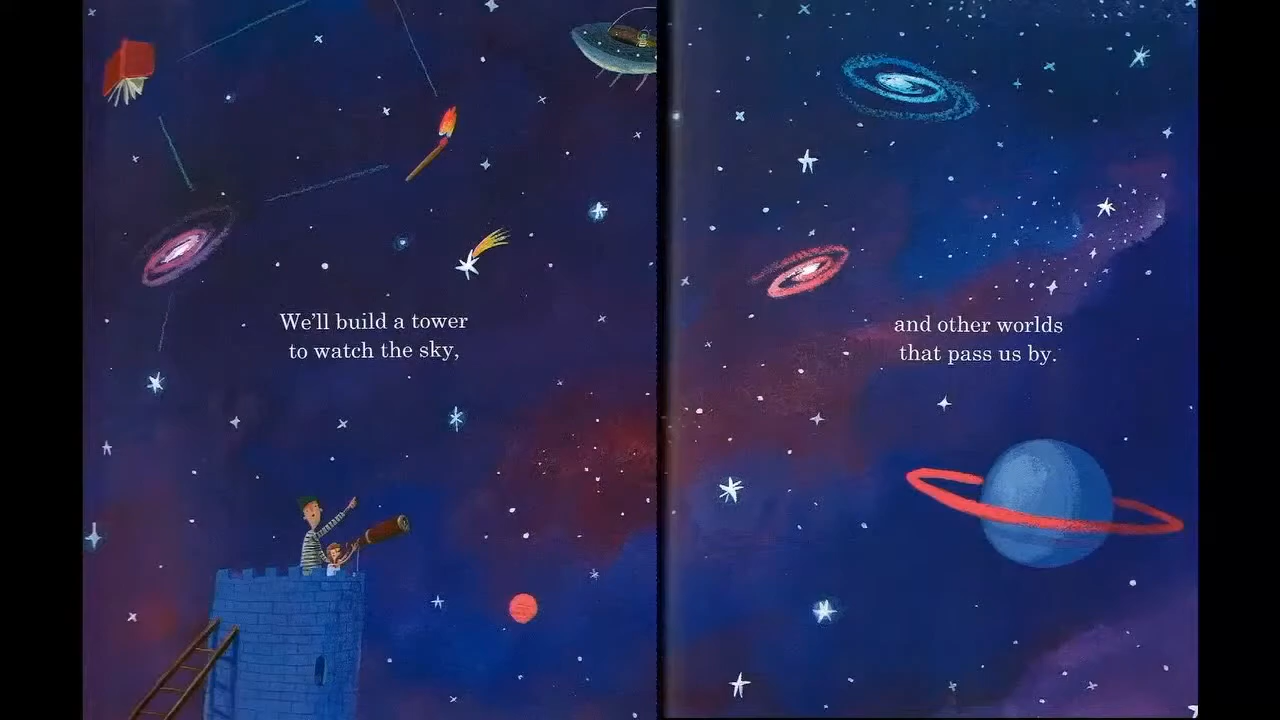 We'll build a tower
to watch the sky,
and other worlds
that pass us by.